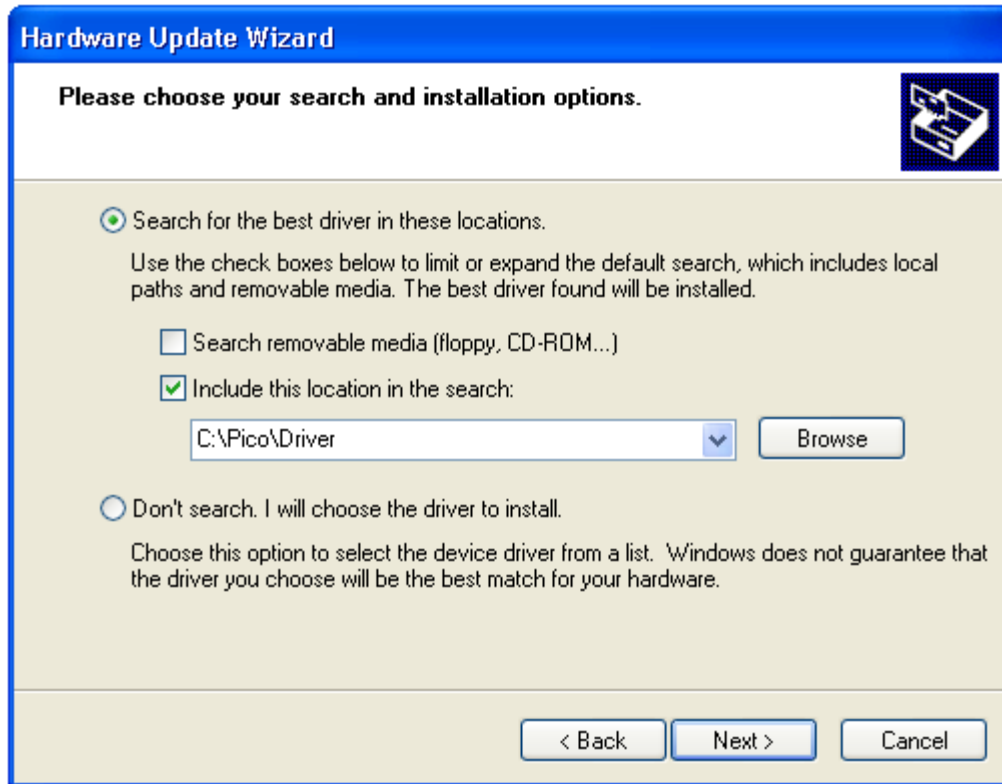 Hardware Update Wizard
Please choose your search and installation options.
Search for the best driver in these locations.
Use the check boxes below to limit or expand the default search, which includes local
paths and removable media. The best driver found will be installed.
Search removable media (floppy, CD-ROM...)
Include this location in the search:
C:\Pico\Driver
Browse
Don't search. I will choose the driver to install.
Choose this option to select the device driver from a list.  Windows does not guarantee that
the driver you choose will be the best match for your hardware.
< Back
Next >
Cancel